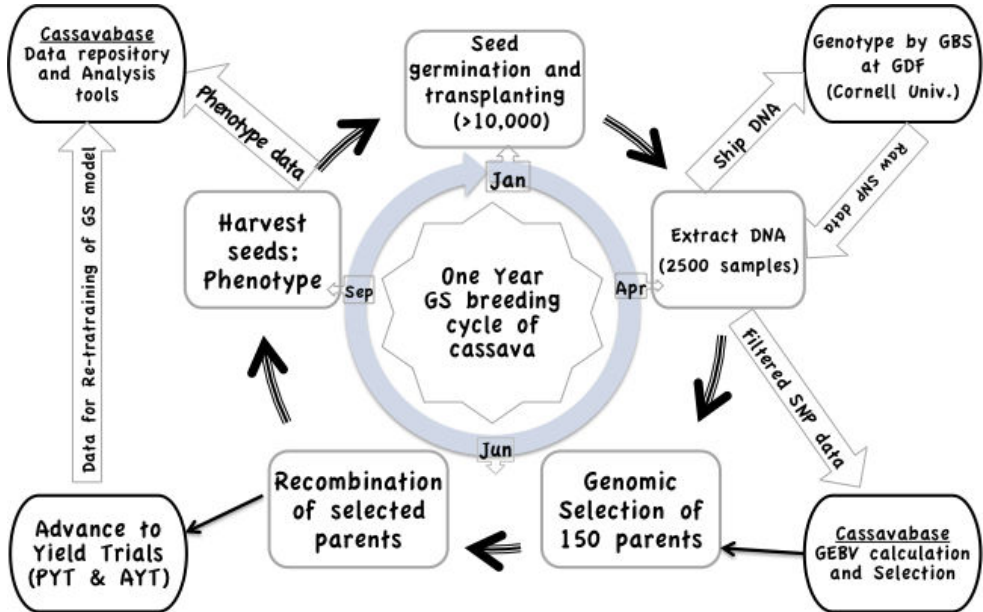 Cassavabase
Data repository
and Analysis
tools
Phenotype data
Seed
germination and
transplanting
(>10,000)
Ship DNA
Genotype by GBS
at GDF
(Cornell Univ.)
Raw SNP data
Jan
Harvest
seeds;
Phenotype
Sep
One Year
GS breeding
cycle of
cassava
Apr
Extract DNA
(2500 samples)
Filtered SNP data
Data for Re-tratraining of GS model
Jun
Recombination
of selected
parents
Genomic
Selection of
150 parents
Advance to
Yield Trials
(PYT & AYT)
Cassavabase
GEBV calculation
and Selection